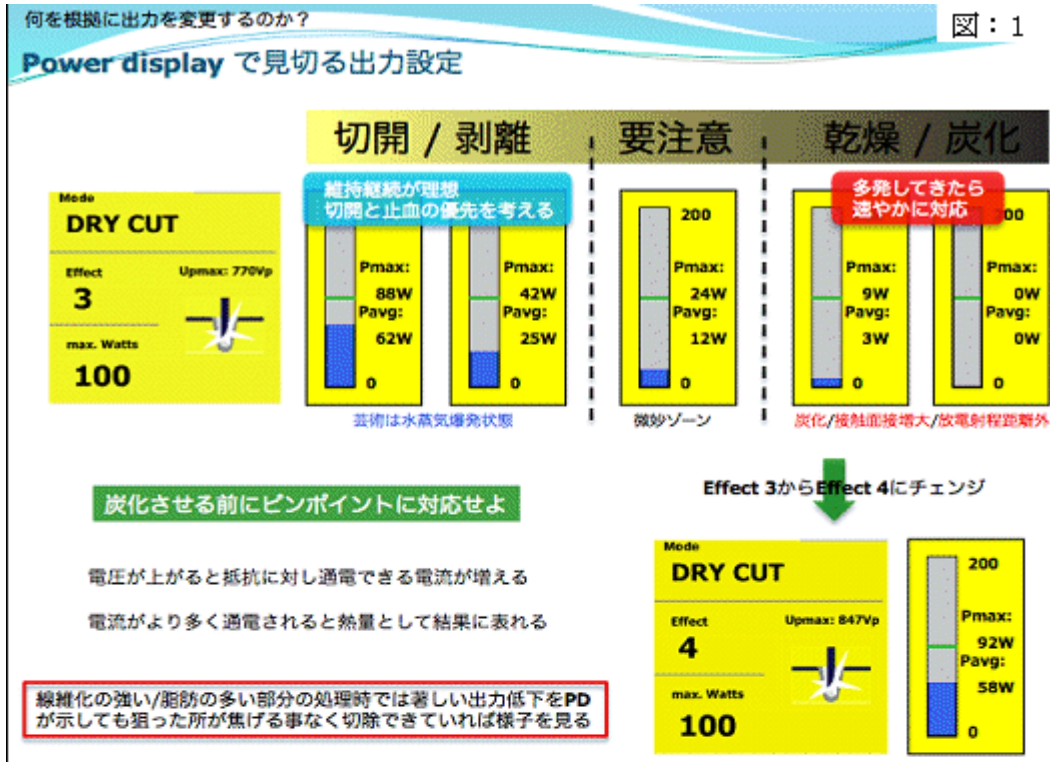 何を根拠に出力を変更するのか？
図：1
Power display で見切る出力設定
切開 / 剥離
要注意
乾燥 / 炭化
維持継続が理想
切開と止血の優先を考える
多発してきたら
速やかに対応
Mode
DRY CUT
Effect
3
Upmax: 770Vp
max. Watts
100
Pmax:
88W
Pavg:
62W
0
Pmax:
42W
Pavg:
25W
0
200
Pmax:
24W
Pavg:
12W
0
Pmax:
9W
Pavg:
3W
0
00
Pmax:
0W
Pavg:
0W
0
芸術は水蒸気爆発状態
微妙ゾーン
炭化/接触面接増大/放電射程距離外
Effect 3からEffect 4にチェンジ
炭化させる前にピンポイントに対応せよ
電圧が上がると抵抗に対し通電できる電流が増える
電流がより多く通電されると熱量として結果に表れる
線維化の強い/脂肪の多い部分の処理時では著しい出力低下をPD
が示しても狙った所が焦げる事なく切除できていれば様子を見る
Mode
DRY CUT
Effect
4
Upmax: 847Vp
max. Watts
100
200
Pmax:
92W
Pavg:
58W
0